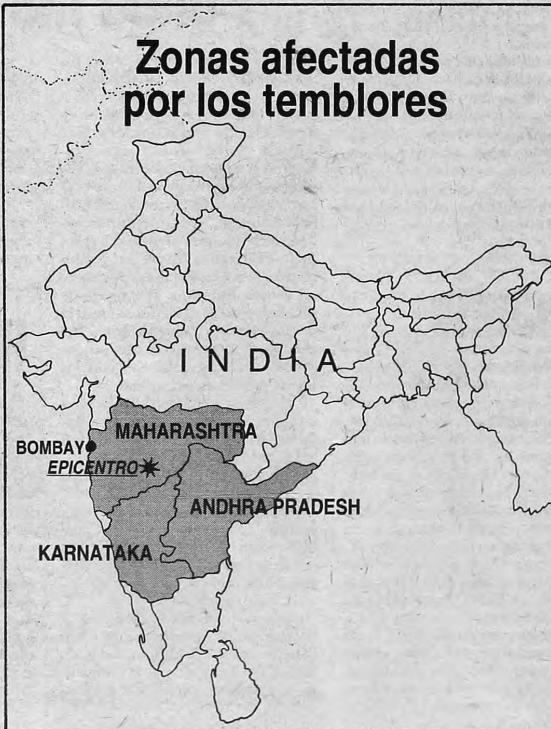 Zonas afectadas
por los temblores
INDIA
MAHARASHTRA
BOMBAY
EPICENTRO
ANDHRA PRADESH
KARNATAKA